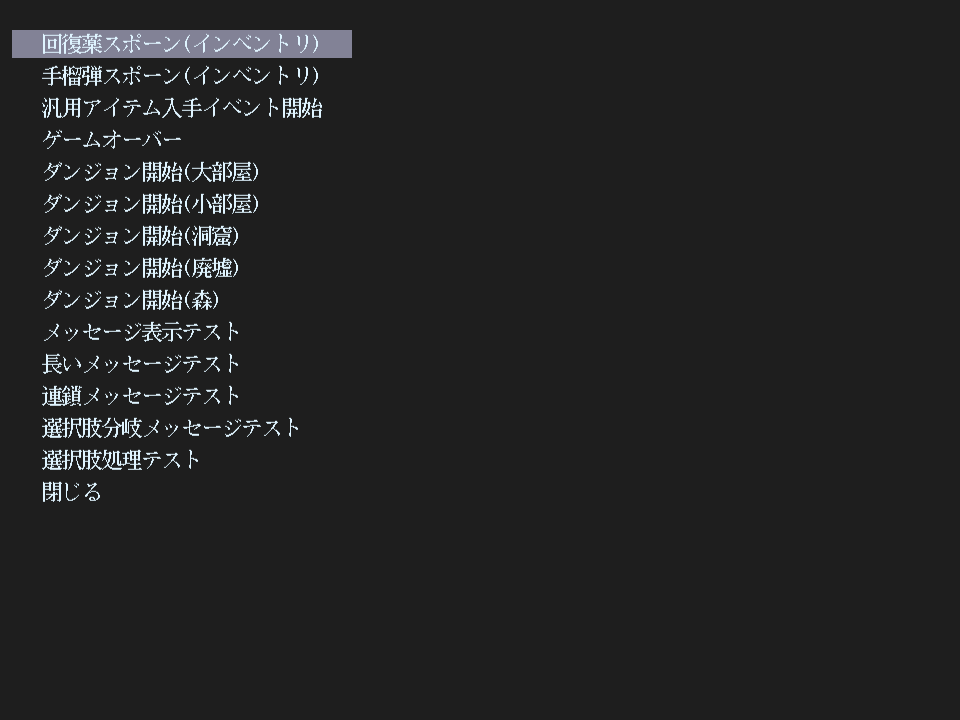 回復薬スポーン(インベントリ)
手榴弾スポーン(インベントリ)
汎用アイテム入手イベント開始
ゲームオーバー
ダンジョン開始(大部屋)
ダンジョン開始(小部屋)
ダンジョン開始(洞窟)
ダンジョン開始(廃墟)
ダンジョン開始(森)
メッセージ表示テスト
長いメッセージテスト
連鎖メッセージテスト
選択肢分岐メッセージテスト
選択肢処理テスト
閉じる